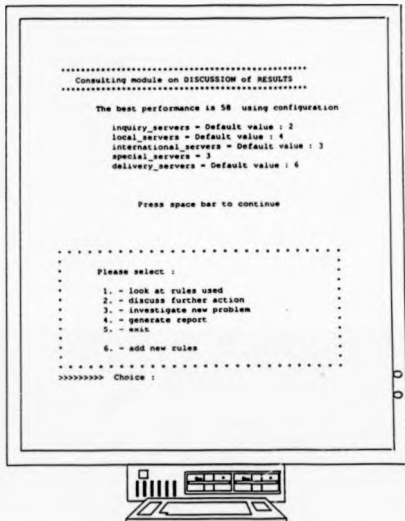 Consulting module on DISCUSSION of RESULTS
The best performance is 58 using configuration
inquiry_servers = Default value : 2
local_servers = Default value : 4
international_servers = Default value : 3
special_servers = 3
delivery_servers = Default value : 6
Press space bar to continue
Please select :
1. - look at rules used
2. - discuss further action
3. - investigate new problem
4. - generate report
5. - exit
6. - add new rules
>>>>>>>>> Choice :